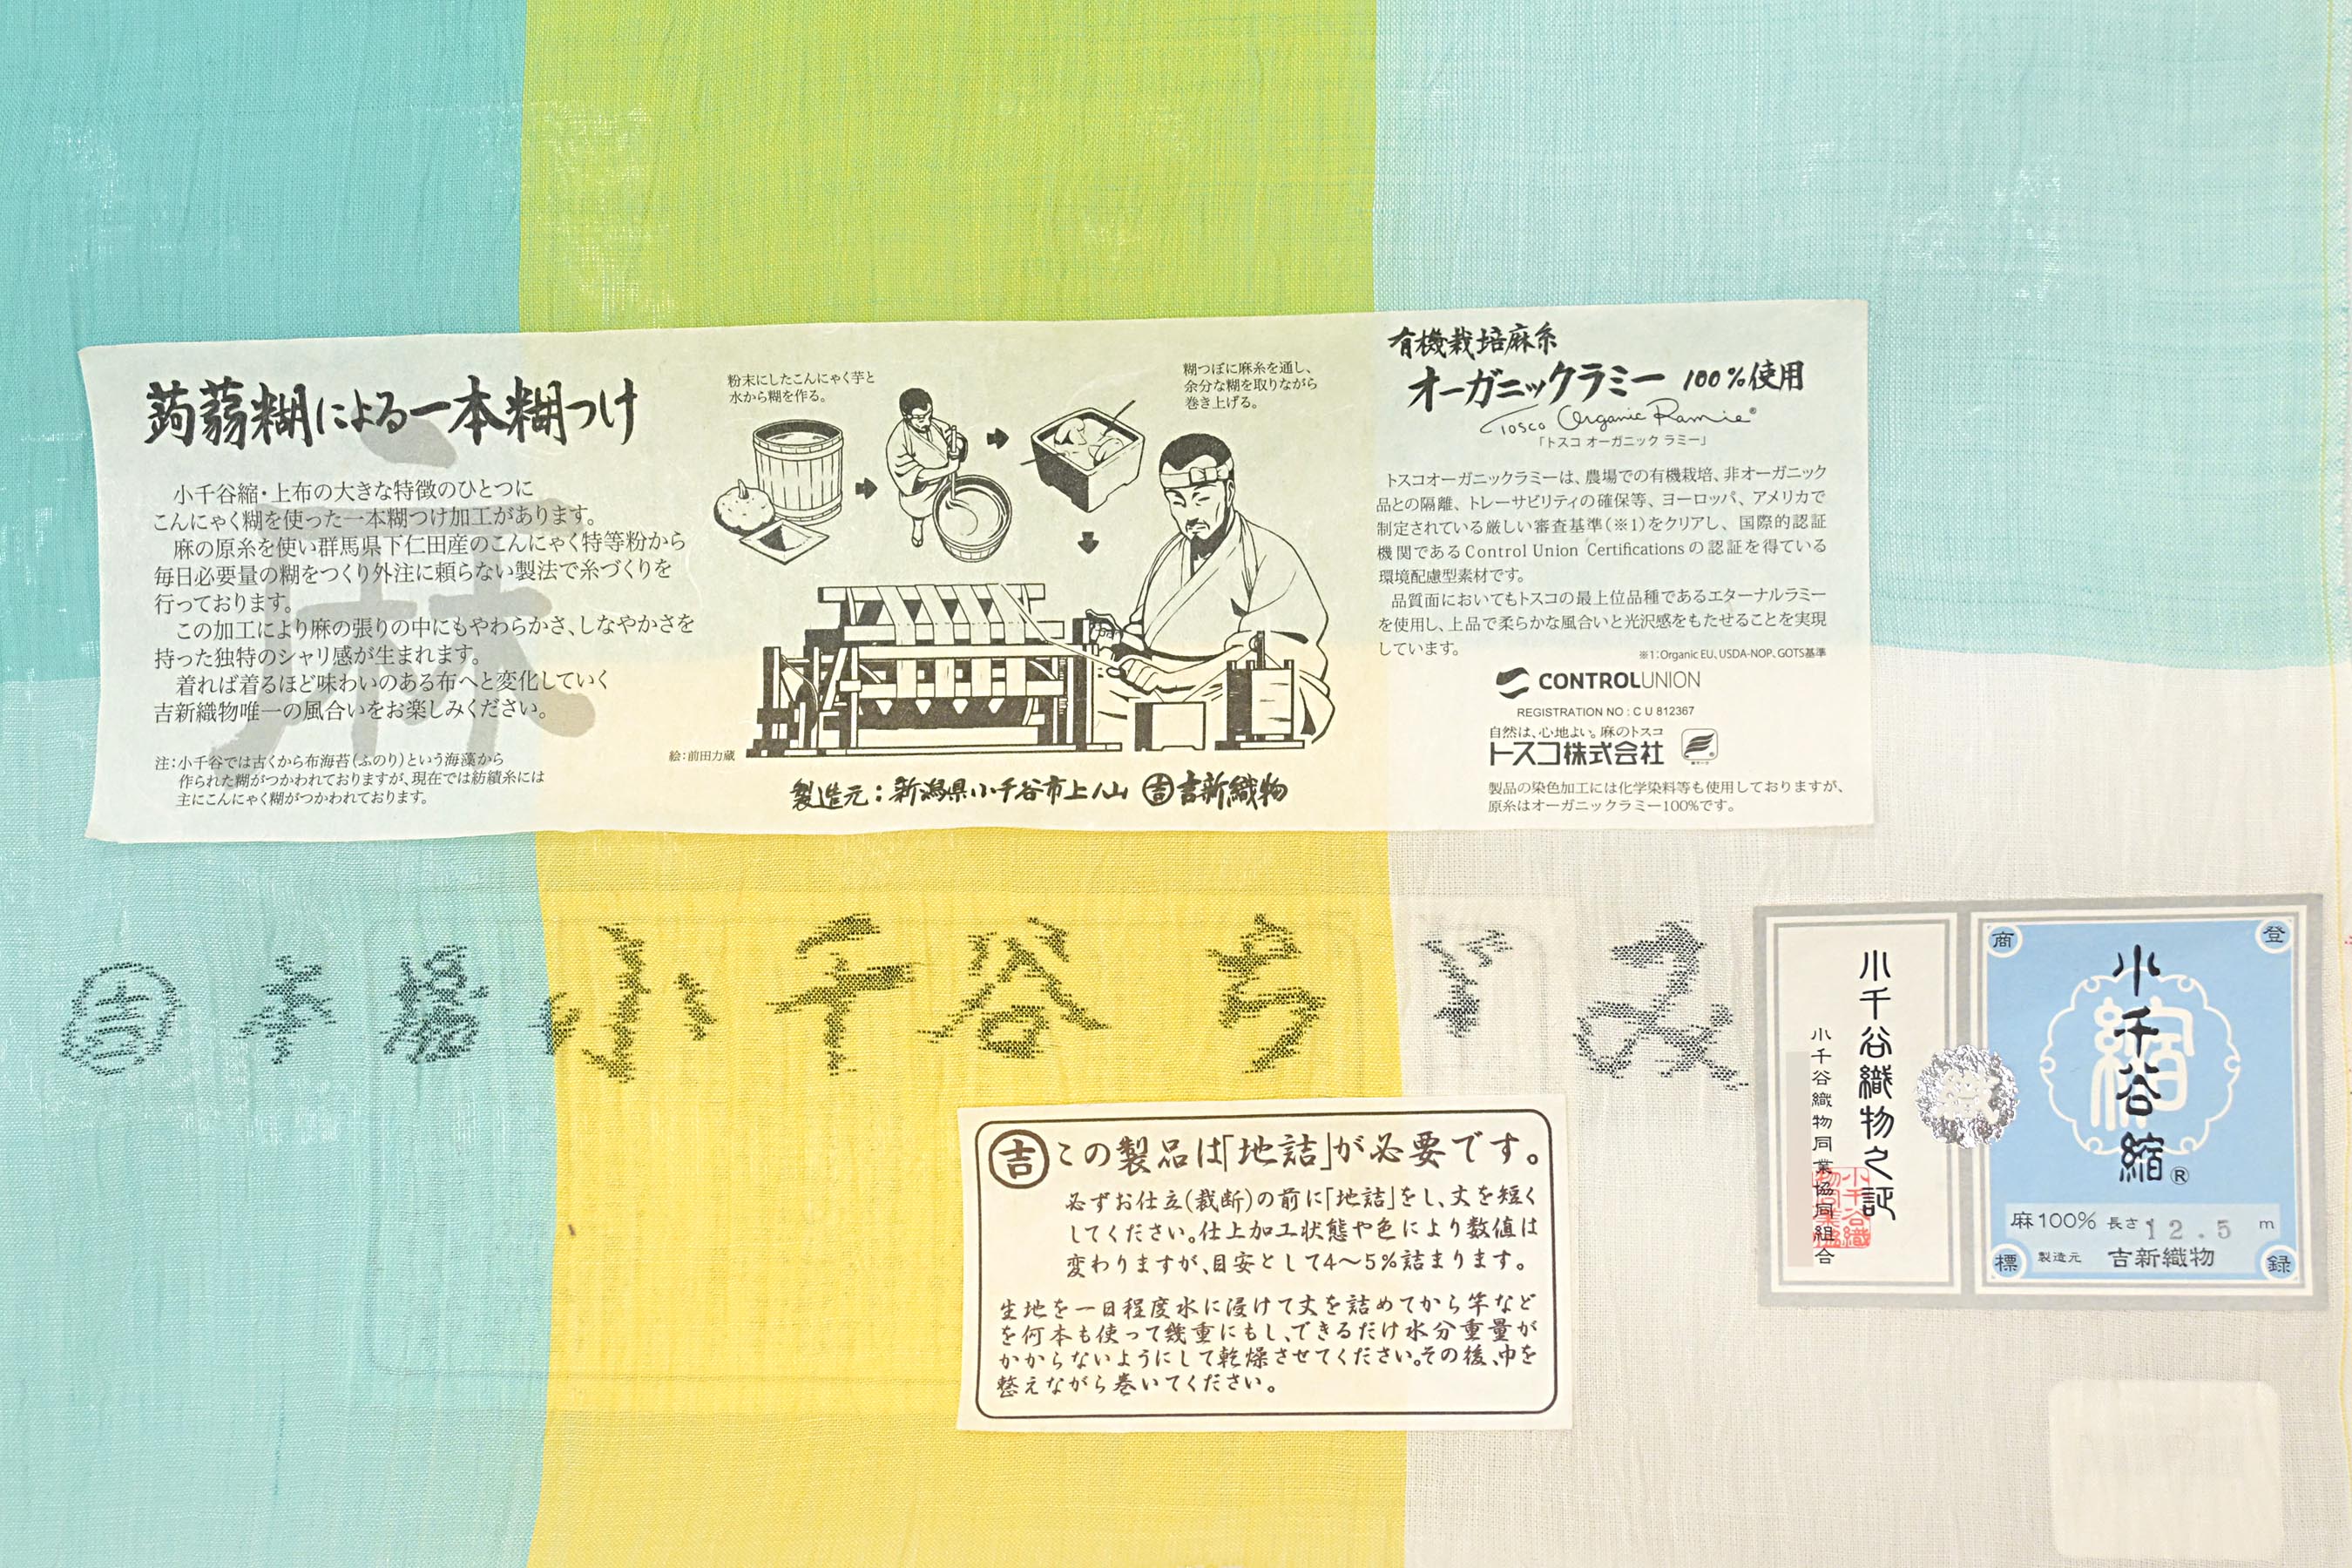 蒟蒻糊による一本糊つけ
小千谷縮・上布の大きな特徴のひとつに
こんにゃく糊を使った一本糊つけ加工があります。
麻の原糸を使い群馬県下仁田産のこんにゃく特等粉から
毎日必要量の糊をつくり外注に頼らない製法で糸づくりを
行っております。
この加工により麻の張りの中にもやわらかさ、しなやかさを
持った独特のシャリ感が生まれます。
着れば着るほど味わいのある布へと変化していく
吉新織物唯一の風合いをお楽しみください。
注:小千谷では古くから布海苔(ふのり)という海藻から
作られた糊がつかわれておりますが、現在では紡績糸には
主にこんにゃく糊がつかわれております。
麻
粉末にしたこんにゃく芋と
水から糊を作る。
糊つぼに麻糸を通し、
余分な糊を取りながら
巻き上げる。
絵:前田力蔵
製造元:新潟県小千谷市上ノ山 ㊉吉新織物
有機栽培麻糸
オーガニックラミー 100%使用
Tosco Organic Ramie®
「トスコ オーガニック ラミー」
トスコオーガニックラミーは、農場での有機栽培、非オーガニック
品との隔離、トレーサビリティの確保等、ヨーロッパ、アメリカで
制定されている厳しい審査基準(※1)をクリアし、国際的認証
機関であるControl Union Certificationsの認証を得ている
環境配慮型素材です。
品質面においてもトスコの最上位品種であるエターナルラミー
を使用し、上品で柔らかな風合いと光沢感をもたせることを実現
しています。
※1:Organic EU、USDA-NOP、GOTS基準
CONTROLUNION
REGISTRATION NO : C U 812367
自然は、心地よい。麻のトスコ
トスコ株式会社
製品の染色加工には化学染料等も使用しておりますが、
原糸はオーガニックラミー100%です。
吉 本場小千谷ちぢみ
吉 この製品は「地詰」が必要です。
必ずお仕立(裁断)の前に「地詰」をし、丈を短く
してください。仕上加工状態や色により数値は
変わりますが、目安として4〜5%詰まります。
生地を一日程度水に浸けて丈を詰めてから竿など
を何本も使って幾重にもし、できるだけ水分重量が
かからないようにして乾燥させてください。その後、巾を
整えながら巻いてください。
小千谷織物之証
小千谷織物同業協同組合
登
録
商
標
縮
小千谷縮®
麻100% 長さ 12.5 m
製造元 吉新織物